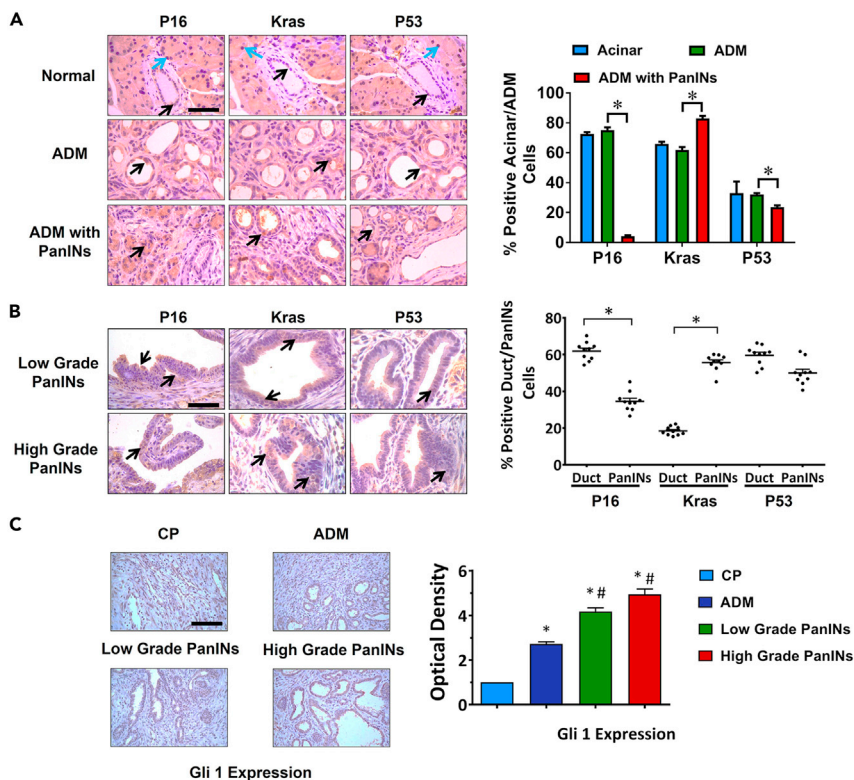 A
P16
Kras
P53
Normal
ADM
ADM with
PanINs
Acinar
ADM
ADM with PanINs
% Positive Acinar/ADM
Cells
100
80
60
40
20
0
*
*
*
P16
Kras
P53
B
P16
Kras
P53
Low Grade
PanINs
High Grade
PanINs
% Positive Duct/PanINs
Cells
80
60
40
20
0
*
*
Duct PanINs Duct PanINs Duct PanINs
P16
Kras
P53
C
CP
ADM
Low Grade PanINs
High Grade PanINs
Gli 1 Expression
Optical Density
6
4
2
0
*
* #
* #
Gli 1 Expression
CP
ADM
Low Grade PanINs
High Grade PanINs